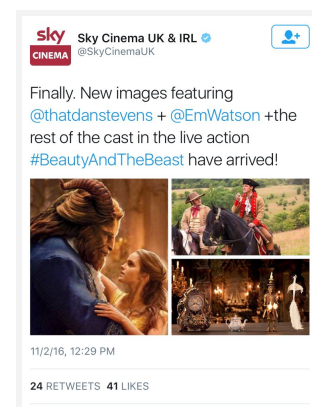 sky
CINEMA
Sky Cinema UK & IRL
@SkyCinemaUK
Finally. New images featuring
@thatdanstevens + @EmWatson +the
rest of the cast in the live action
#BeautyAndTheBeast have arrived!
11/2/16, 12:29 PM
24 RETWEETS 41 LIKES